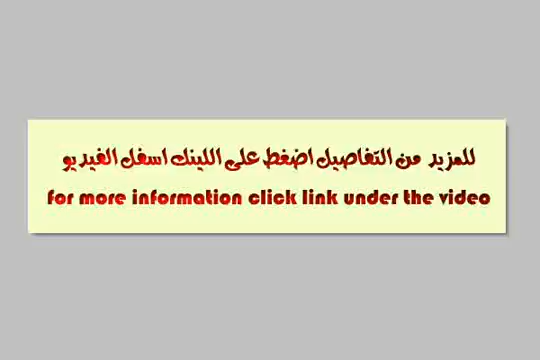 للمزيد من التفاصيل اضغط على اللينك اسفل الفيديو
for more information click link under the video